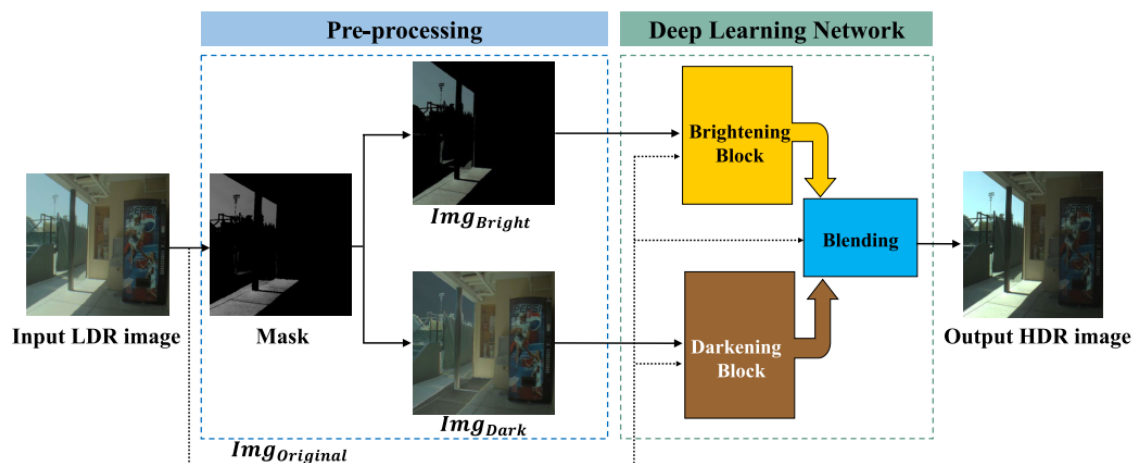 Pre-processing
Deep Learning Network
Brightening
Block
Img_Bright
Blending
Input LDR image
Mask
Darkening
Block
Output HDR image
Img_Dark
Img_Original